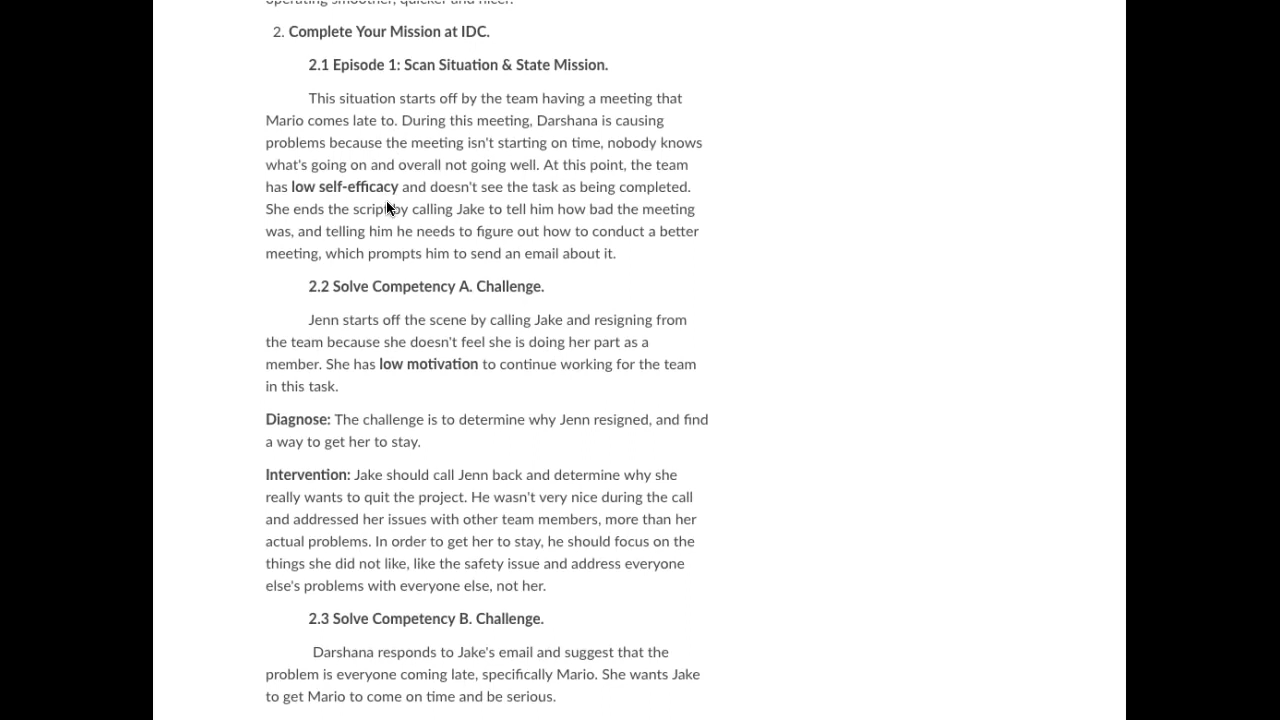 operating smoother, quicker and nicer.
2. Complete Your Mission at IDC.
2.1 Episode 1: Scan Situation & State Mission.
This situation starts off by the team having a meeting that
Mario comes late to. During this meeting, Darshana is causing
problems because the meeting isn't starting on time, nobody knows
what's going on and overall not going well. At this point, the team
has low self-efficacy and doesn't see the task as being completed.
She ends the script by calling Jake to tell him how bad the meeting
was, and telling him he needs to figure out how to conduct a better
meeting, which prompts him to send an email about it.
2.2 Solve Competency A. Challenge.
Jenn starts off the scene by calling Jake and resigning from
the team because she doesn't feel she is doing her part as a
member. She has low motivation to continue working for the team
in this task.
Diagnose: The challenge is to determine why Jenn resigned, and find
a way to get her to stay.
Intervention: Jake should call Jenn back and determine why she
really wants to quit the project. He wasn't very nice during the call
and addressed her issues with other team members, more than her
actual problems. In order to get her to stay, he should focus on the
things she did not like, like the safety issue and address everyone
else's problems with everyone else, not her.
2.3 Solve Competency B. Challenge.
Darshana responds to Jake's email and suggest that the
problem is everyone coming late, specifically Mario. She wants Jake
to get Mario to come on time and be serious.